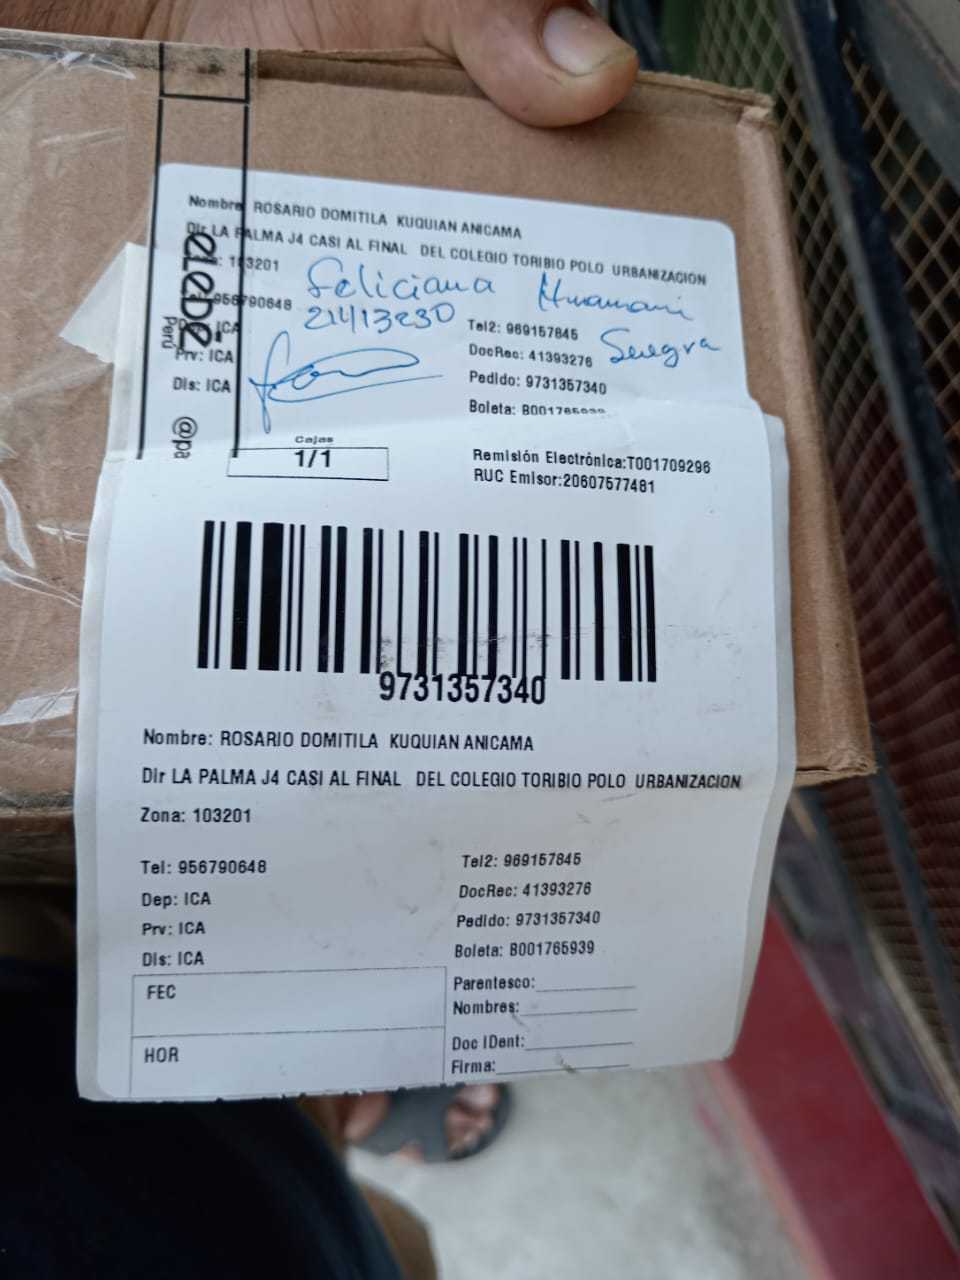 Nombre ROSARIO DOMITILA KUQUIAN ANICAMA
Dir LA PALMA J4 CASI AL FINAL DEL COLEGIO TORIBIO POLO URBANIZACION
103201
Feliciana Huamani
956790648
Tel2: 969157845
Suegra
ICA
DocRec: 41393276
Prv: ICA
Pedido: 9731357340
Dis: ICA
Boleta: B001765939
Perú
@pa
Cajas
1/1
Remisión Electrónica:T001709296
RUC Emisor:20607577481
9731357340
Nombre: ROSARIO DOMITILA KUQUIAN ANICAMA
Dir LA PALMA J4 CASI AL FINAL DEL COLEGIO TORIBIO POLO URBANIZACION
Zona: 103201
Tel: 956790648
Tel2: 969157845
Dep: ICA
DocRec: 41393276
Prv: ICA
Pedido: 9731357340
Dis: ICA
Boleta: B001765939
FEC
Parentesco:
Nombres:
HOR
Doc IDent:
Firma: